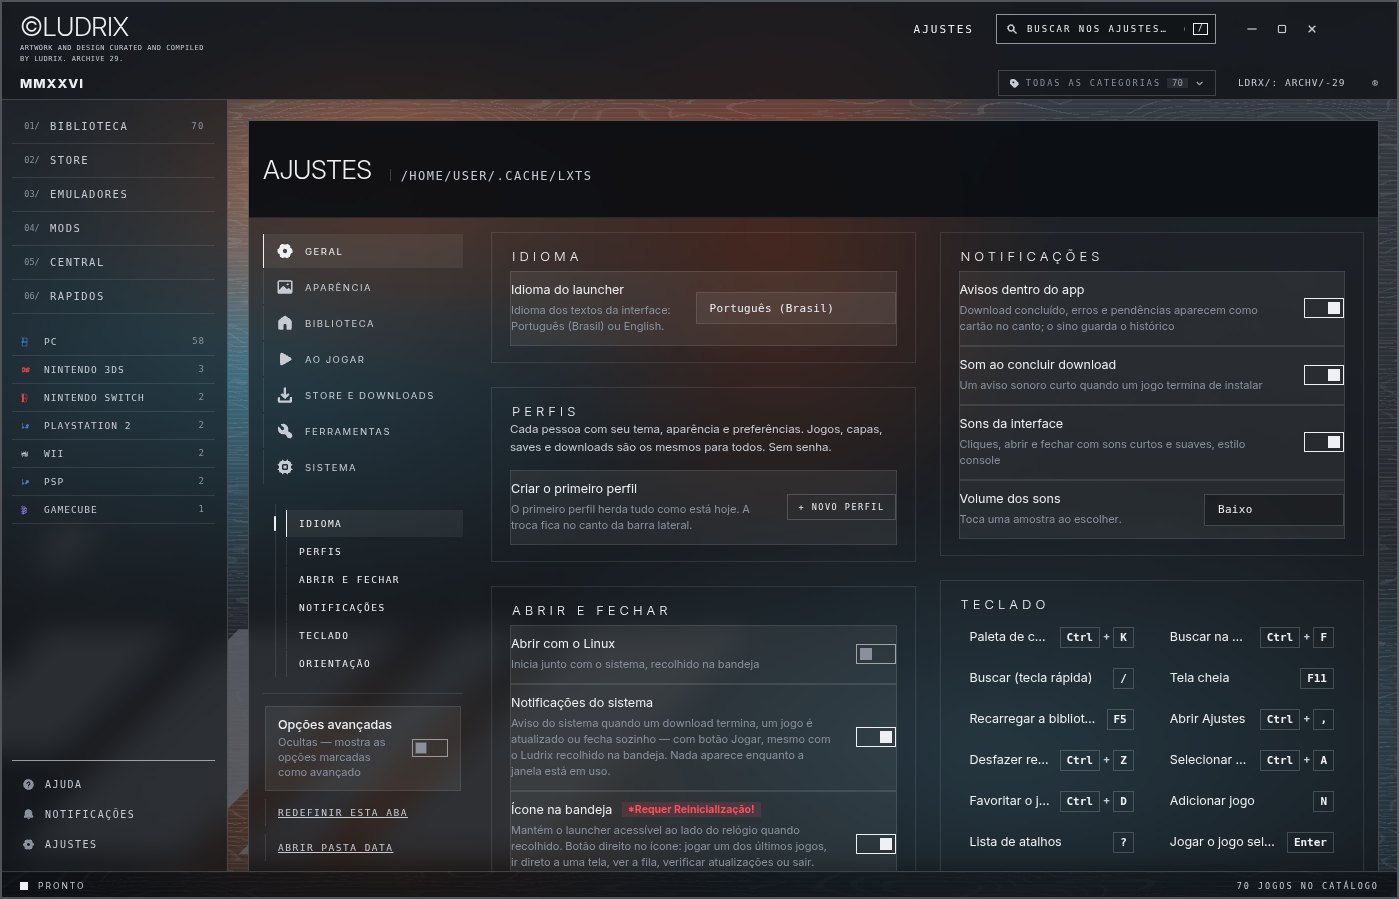 ©LUDRIX
ARTWORK AND DESIGN CURATED AND COMPILED
BY LUDRIX. ARCHIVE 29.
MMXXVI
AJUSTES
BUSCAR NOS AJUSTES…
/
TODAS AS CATEGORIAS 70
LDRX/: ARCHV/-29
®
01/ BIBLIOTECA 70
02/ STORE
03/ EMULADORES
04/ MODS
05/ CENTRAL
06/ RÁPIDOS
PC 58
NINTENDO 3DS 3
NINTENDO SWITCH 2
PLAYSTATION 2 2
WII 2
PSP 2
GAMECUBE 1
AJUDA
NOTIFICAÇÕES
AJUSTES
AJUSTES
/HOME/USER/.CACHE/LXTS
GERAL
APARÊNCIA
BIBLIOTECA
AO JOGAR
STORE E DOWNLOADS
FERRAMENTAS
SISTEMA
IDIOMA
PERFIS
ABRIR E FECHAR
NOTIFICAÇÕES
TECLADO
ORIENTAÇÃO
Opções avançadas
Ocultas — mostra as
opções marcadas
como avançado
REDEFINIR ESTA ABA
ABRIR PASTA DATA
IDIOMA
Idioma do launcher
Idioma dos textos da interface:
Português (Brasil) ou English.
Português (Brasil)
PERFIS
Cada pessoa com seu tema, aparência e preferências. Jogos, capas,
saves e downloads são os mesmos para todos. Sem senha.
Criar o primeiro perfil
O primeiro perfil herda tudo como está hoje. A
troca fica no canto da barra lateral.
+ NOVO PERFIL
ABRIR E FECHAR
Abrir com o Linux
Inicia junto com o sistema, recolhido na bandeja
Notificações do sistema
Aviso do sistema quando um download termina, um jogo é
atualizado ou fecha sozinho — com botão Jogar, mesmo com
o Ludrix recolhido na bandeja. Nada aparece enquanto a
janela está em uso.
Ícone na bandeja *Requer Reinicialização!
Mantém o launcher acessível ao lado do relógio quando
recolhido. Botão direito no ícone: jogar um dos últimos jogos,
ir direto a uma tela, ver a fila, verificar atualizações ou sair.
NOTIFICAÇÕES
Avisos dentro do app
Download concluído, erros e pendências aparecem como
cartão no canto; o sino guarda o histórico
Som ao concluir download
Um aviso sonoro curto quando um jogo termina de instalar
Sons da interface
Cliques, abrir e fechar com sons curtos e suaves, estilo
console
Volume dos sons
Toca uma amostra ao escolher.
Baixo
TECLADO
Paleta de c… Ctrl + K
Buscar na … Ctrl + F
Buscar (tecla rápida) /
Tela cheia F11
Recarregar a bibliot… F5
Abrir Ajustes Ctrl + ,
Desfazer re… Ctrl + Z
Selecionar … Ctrl + A
Favoritar o j… Ctrl + D
Adicionar jogo N
Lista de atalhos ?
Jogar o jogo sel… Enter
PRONTO
70 JOGOS NO CATÁLOGO